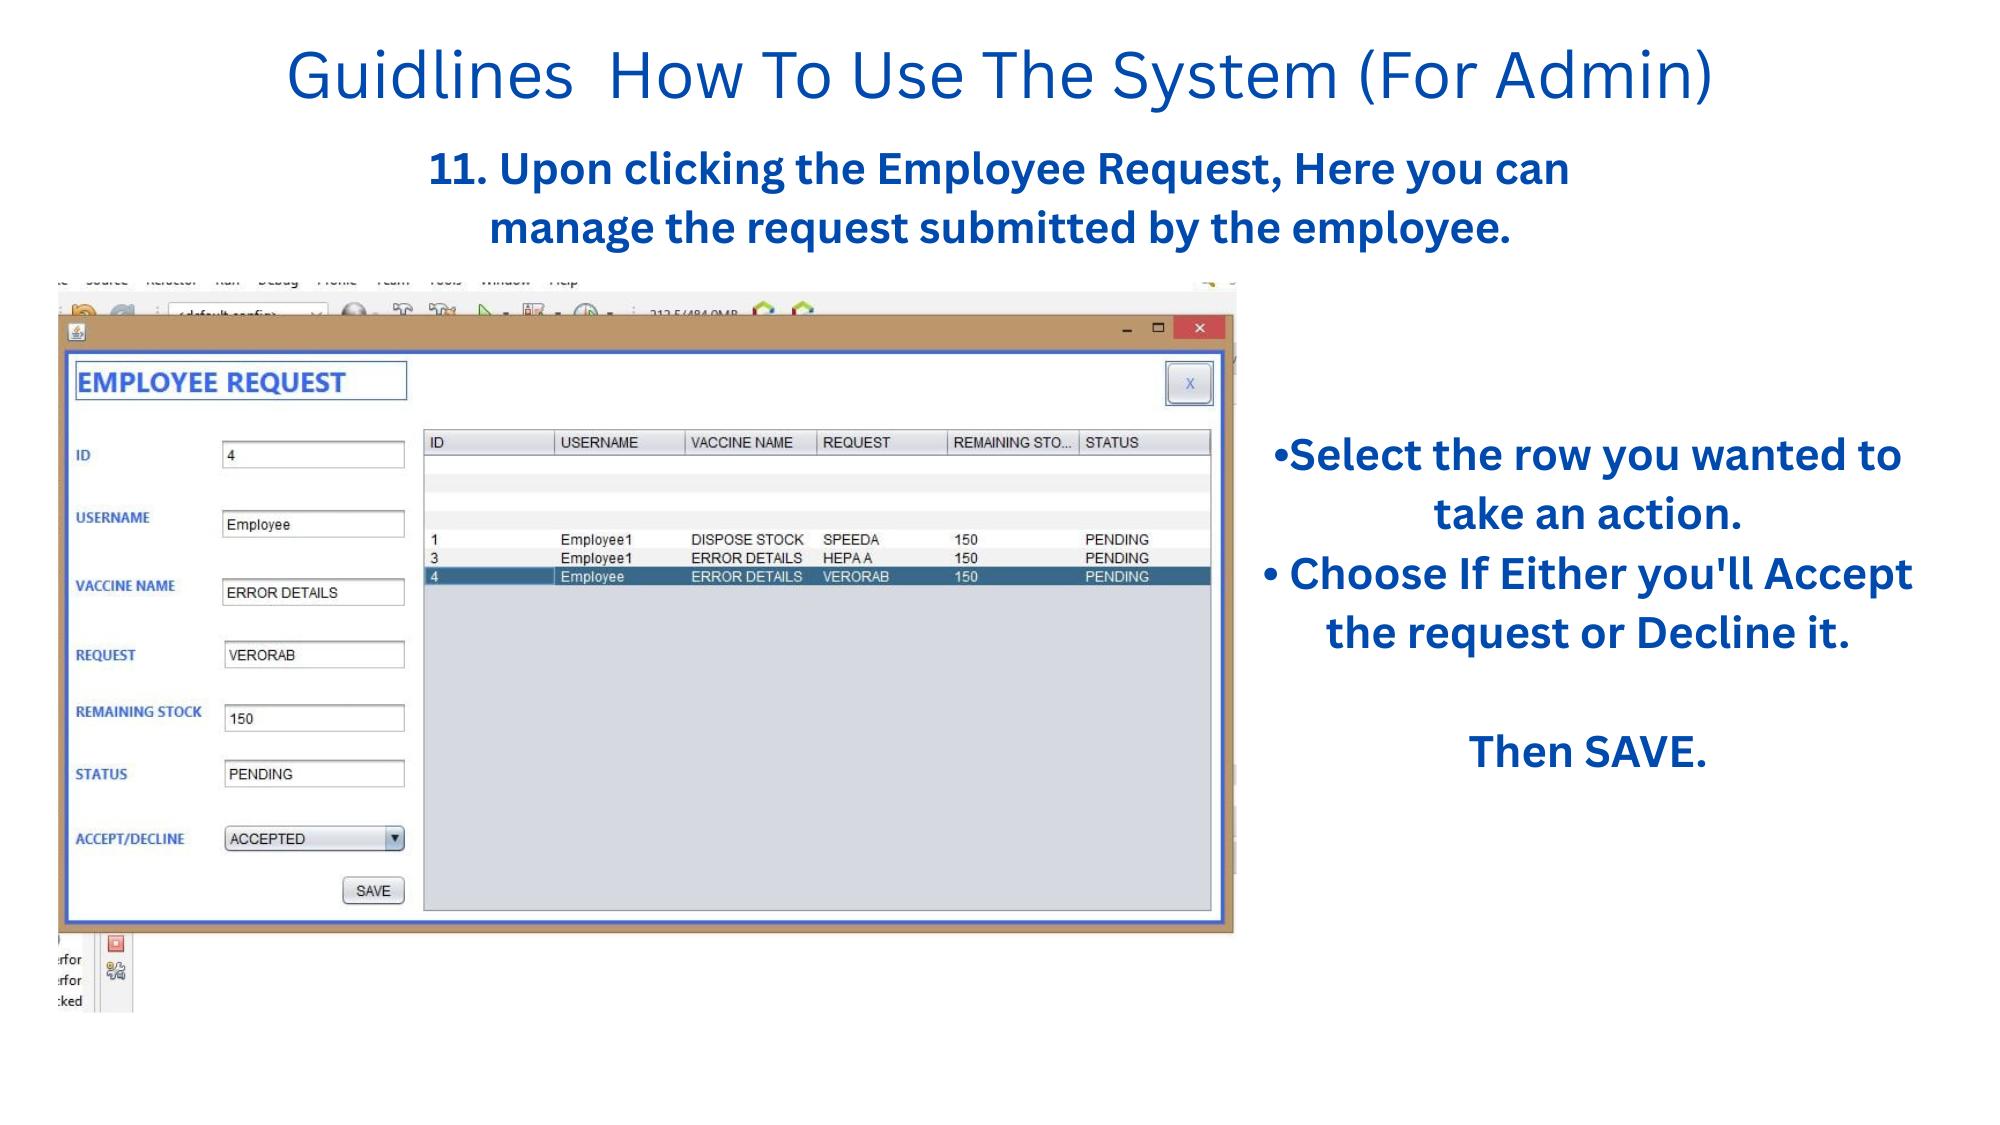 Guidlines How To Use The System (For Admin)
11. Upon clicking the Employee Request, Here you can
manage the request submitted by the employee.
EMPLOYEE REQUEST
X
ID 4
USERNAME Employee
VACCINE NAME ERROR DETAILS
REQUEST VERORAB
REMAINING STOCK 150
STATUS PENDING
ACCEPT/DECLINE ACCEPTED
SAVE
ID USERNAME VACCINE NAME REQUEST REMAINING STO... STATUS
1 Employee1 DISPOSE STOCK SPEEDA 150 PENDING
3 Employee1 ERROR DETAILS HEPA A 150 PENDING
4 Employee ERROR DETAILS VERORAB 150 PENDING
erfor
erfor
cked
•Select the row you wanted to
take an action.
• Choose If Either you'll Accept
the request or Decline it.
Then SAVE.